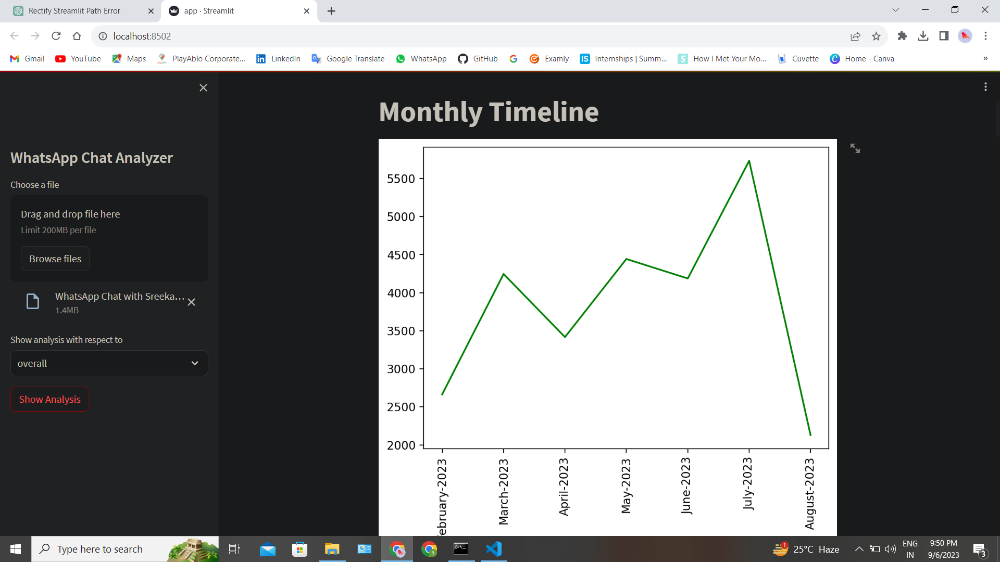 Rectify Streamlit Path Error
app · Streamlit
localhost:8502
Gmail
YouTube
Maps
PlayAblo Corporate...
LinkedIn
Google Translate
WhatsApp
GitHub
Examly
IS
Internships | Summ...
S
How I Met Your Mo...
Cuvette
Home - Canva
»
WhatsApp Chat Analyzer
Choose a file
Drag and drop file here
Limit 200MB per file
Browse files
WhatsApp Chat with Sreeka...
1.4MB
Show analysis with respect to
overall
Show Analysis
Monthly Timeline
5500
5000
4500
4000
3500
3000
2500
2000
ebruary-2023
March-2023
April-2023
May-2023
June-2023
July-2023
August-2023
Type here to search
1
25°C Haze
ENG
IN
9:50 PM
9/6/2023
3